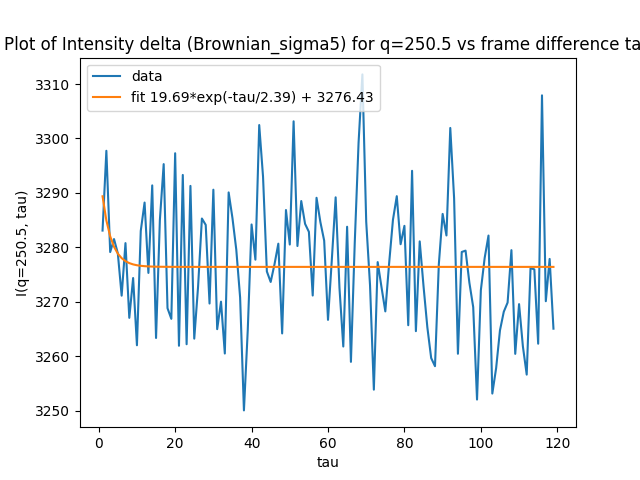 Plot of Intensity delta (Brownian_sigma5) for q=250.5 vs frame difference ta
data
fit 19.69*exp(-tau/2.39) + 3276.43
3310
3300
3290
3280
3270
3260
3250
I(q=250.5, tau)
0 20 40 60 80 100 120
tau